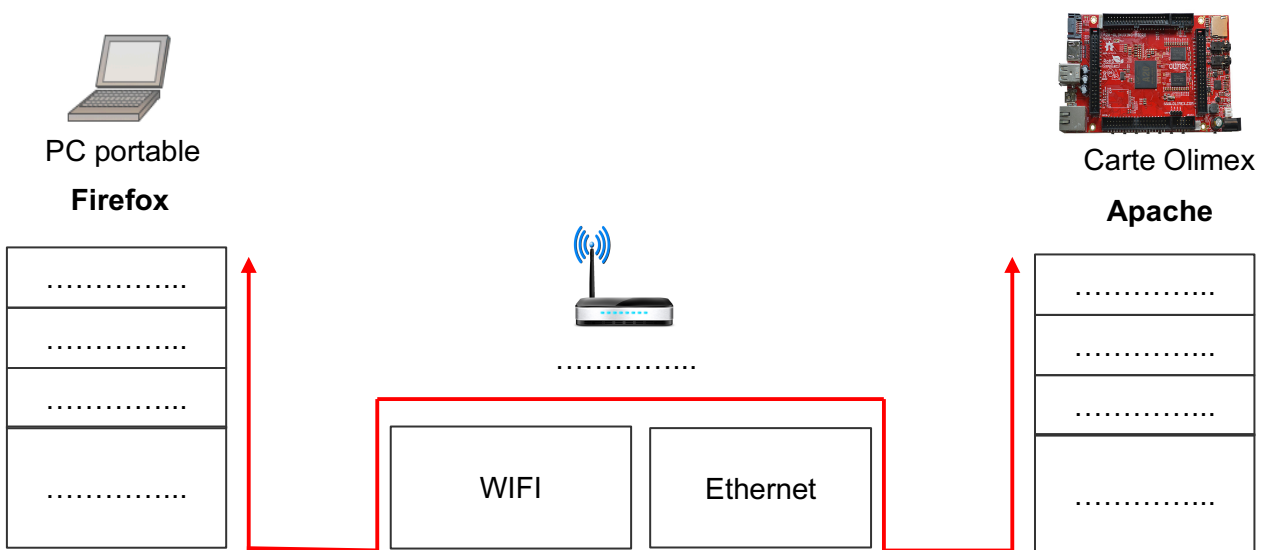 PC portable
Firefox
Carte Olimex
Apache
……………
……………
……………
……………
……………
WIFI
Ethernet
……………
……………
……………
……………